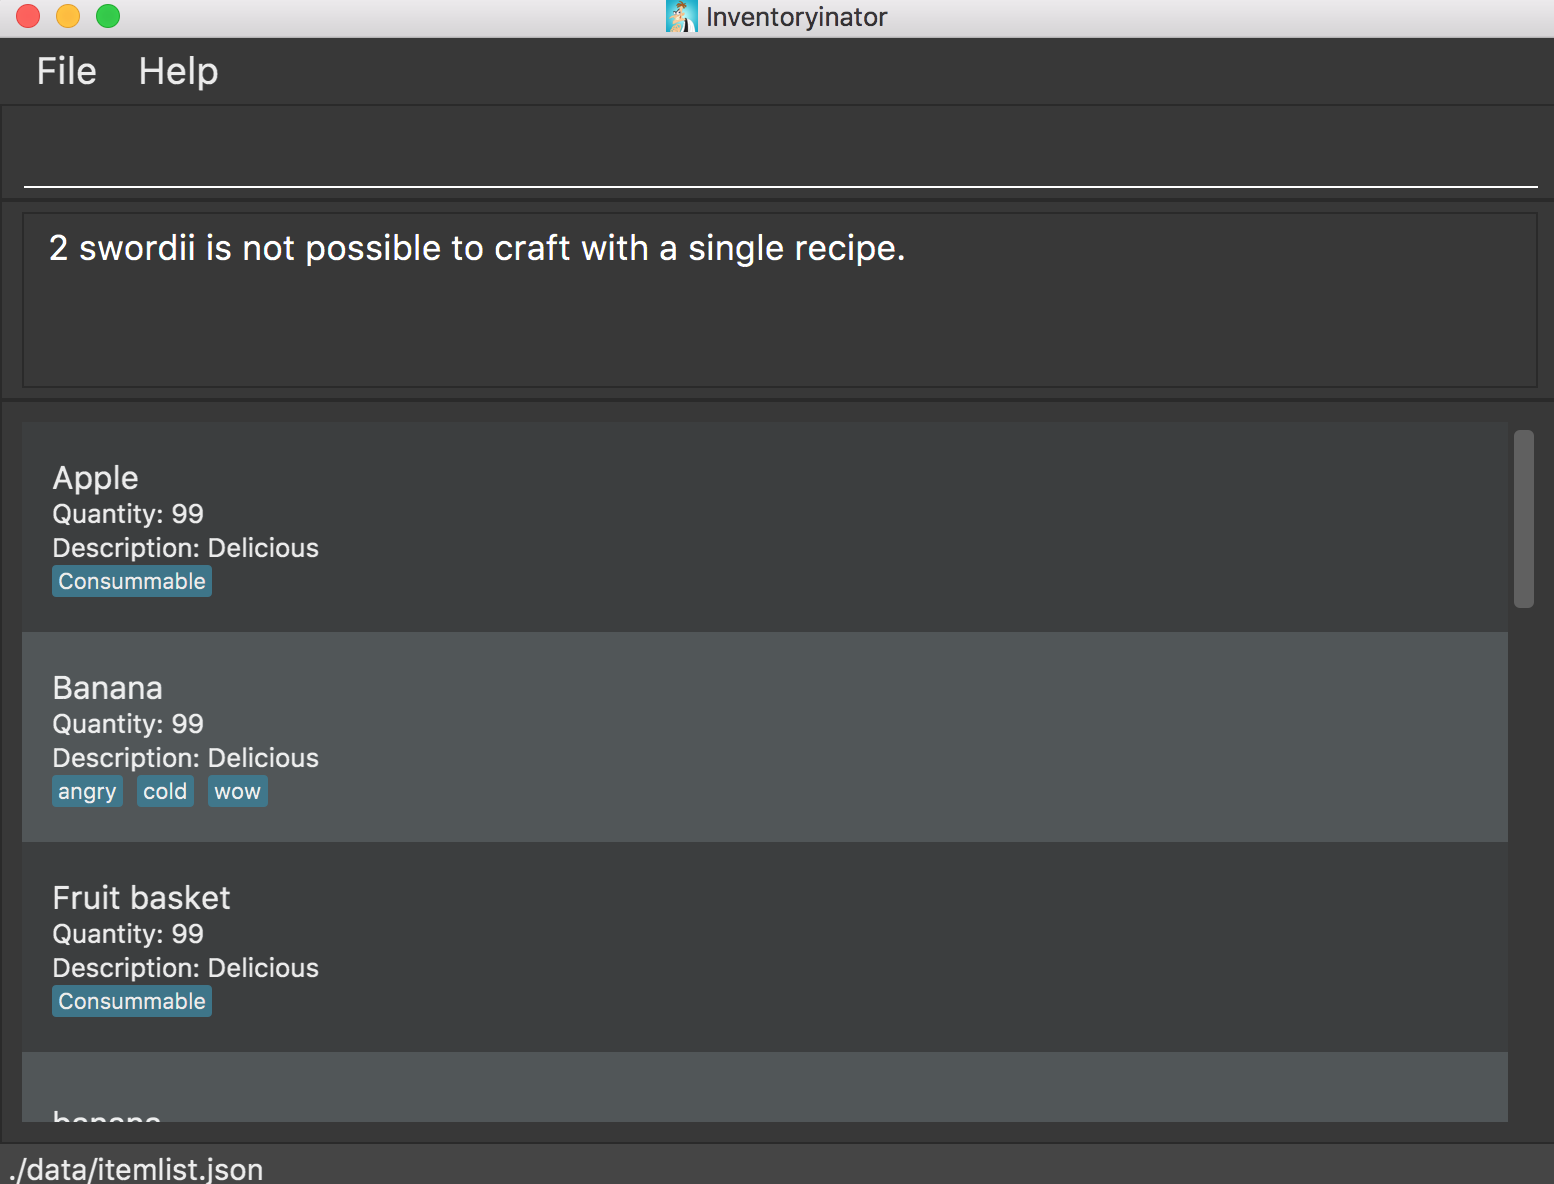 Inventoryinator
File Help
2 swordii is not possible to craft with a single recipe.
Apple
Quantity: 99
Description: Delicious
Consummable
Banana
Quantity: 99
Description: Delicious
angry cold wow
Fruit basket
Quantity: 99
Description: Delicious
Consummable
banana
./data/itemlist.json